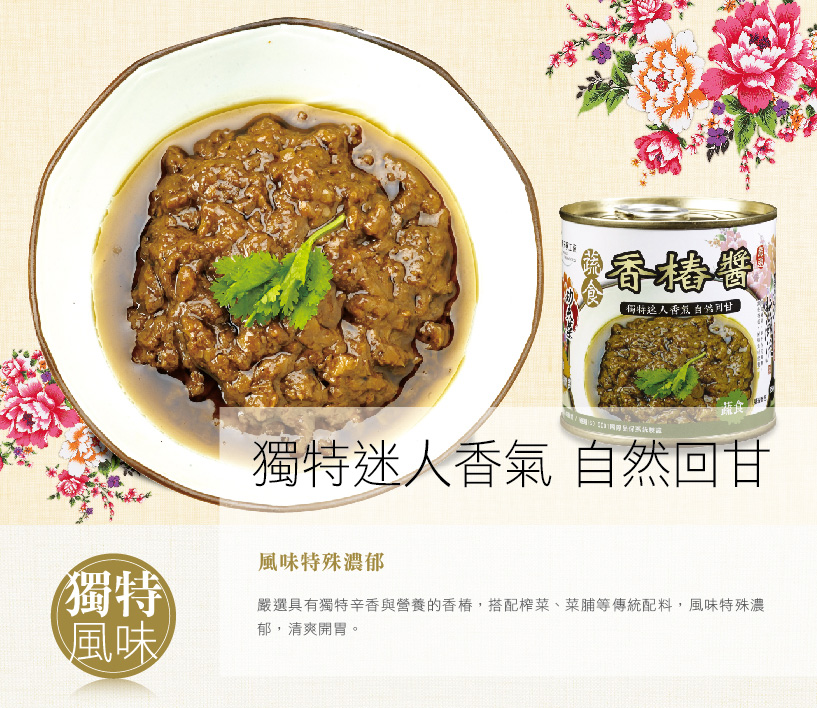 蔬食
香椿醬
獨特迷人香氣 自然回甘
蔬食
獨特迷人香氣 自然回甘
風味特殊濃郁
獨特
風味
嚴選具有獨特辛香與營養的香椿，搭配榨菜、菜脯等傳統配料，風味特殊濃
郁，清爽開胃。